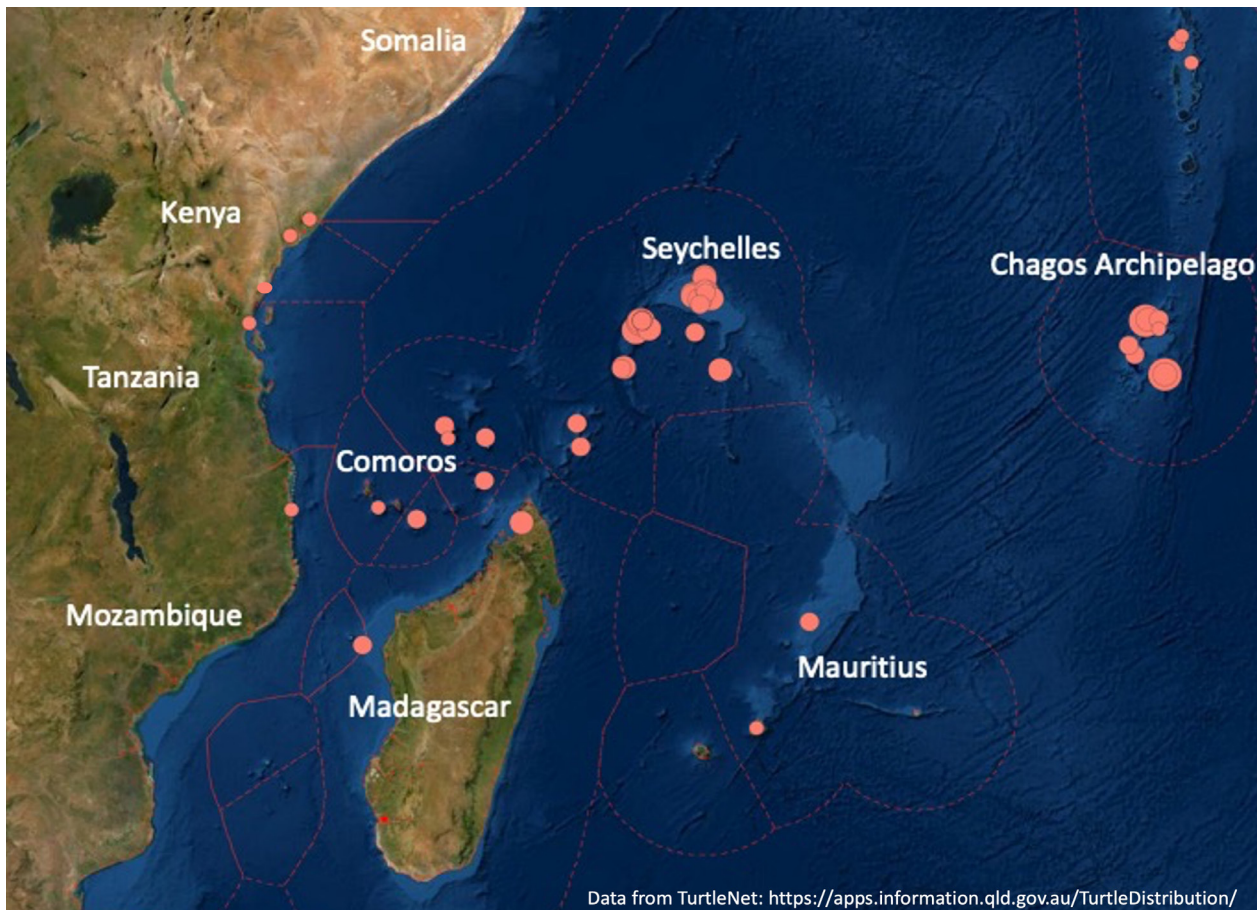 Somalia
Kenya
Seychelles
Chagos Archipelago
Tanzania
Comoros
Mozambique
Mauritius
Madagascar
Data from TurtleNet: https://apps.information.qld.gov.au/TurtleDistribution/